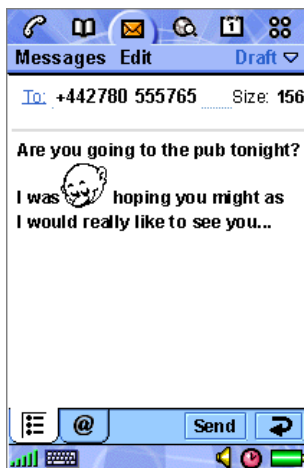 1
Messages Edit Draft
To: +442780 555765 Size: 156
Are you going to the pub tonight?
I was hoping you might as
I would really like to see you...
@ Send